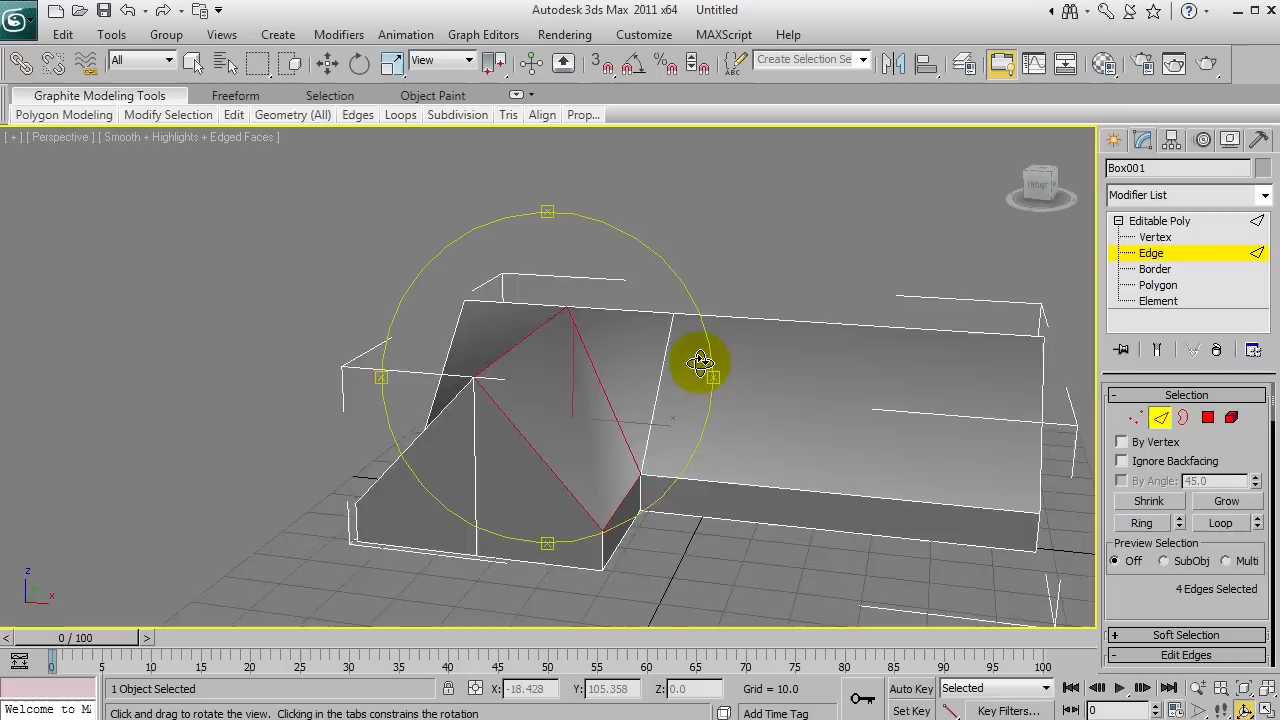 Autodesk 3ds Max 2011 x64 Untitled
Edit Tools Group Views Create Modifiers Animation Graph Editors Rendering Customize MAXScript Help
All View 3 Create Selection Se
Graphite Modeling Tools Freeform Selection Object Paint
Polygon Modeling Modify Selection Edit Geometry (All) Edges Loops Subdivision Tris Align Prop...
[ + ] [ Perspective ] [ Smooth + Highlights + Edged Faces ]
FRONT
Box001
Modifier List
Editable Poly
Vertex
Edge
Border
Polygon
Element
- Selection
By Vertex
Ignore Backfacing
By Angle: 45.0
Shrink Grow
Ring Loop
Preview Selection
Off SubObj Multi
4 Edges Selected
+ Soft Selection
- Edit Edges
z
x
< 0 / 100 >
0 5 10 15 20 25 30 35 40 45 50 55 60 65 70 75 80 85 90 95 100
1 Object Selected X: -18.428 Y: 105.358 Z: 0.0 Grid = 10.0 Auto Key Selected
Welcome to Click and drag to rotate the view. Clicking in the tabs constrains the rotation Add Time Tag Set Key Key Filters... 0